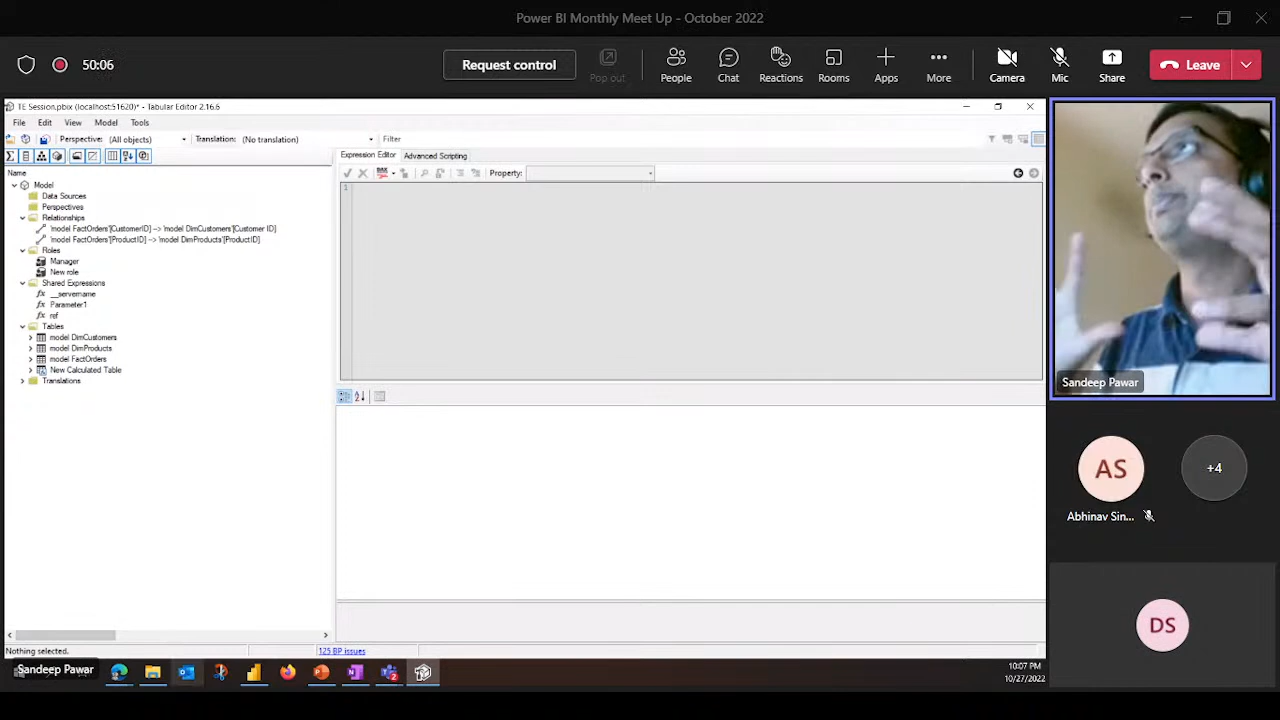 Power BI Monthly Meet Up - October 2022
50:06
Request control
Pop out
People
Chat
Reactions
Rooms
Apps
More
Camera
Mic
Share
Leave
TE Session.pbix (localhost:51620)* - Tabular Editor 2.16.6
File Edit View Model Tools
Perspective: (All objects) Translation: (No translation) Filter
Expression Editor Advanced Scripting
Property:
1
Name
Model
Data Sources
Perspectives
Relationships
'model FactOrders'[CustomerID] --> 'model DimCustomers'[Customer ID]
'model FactOrders'[ProductID] --> 'model DimProducts'[ProductID]
Roles
Manager
New role
Shared Expressions
__servername
Parameter1
ref
Tables
model DimCustomers
model DimProducts
model FactOrders
New Calculated Table
Translations
Nothing selected.
125 BP issues
Sandeep Pawar
10:07 PM
10/27/2022
Sandeep Pawar
AS
+4
Abhinav Sin...
DS